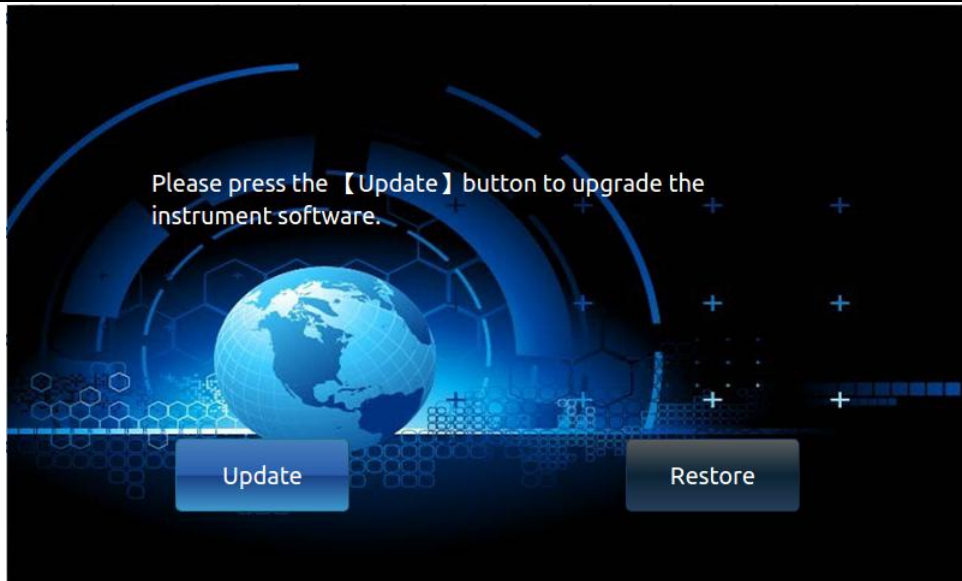 Please press the 【Update】button to upgrade the
instrument software.
Update
Restore